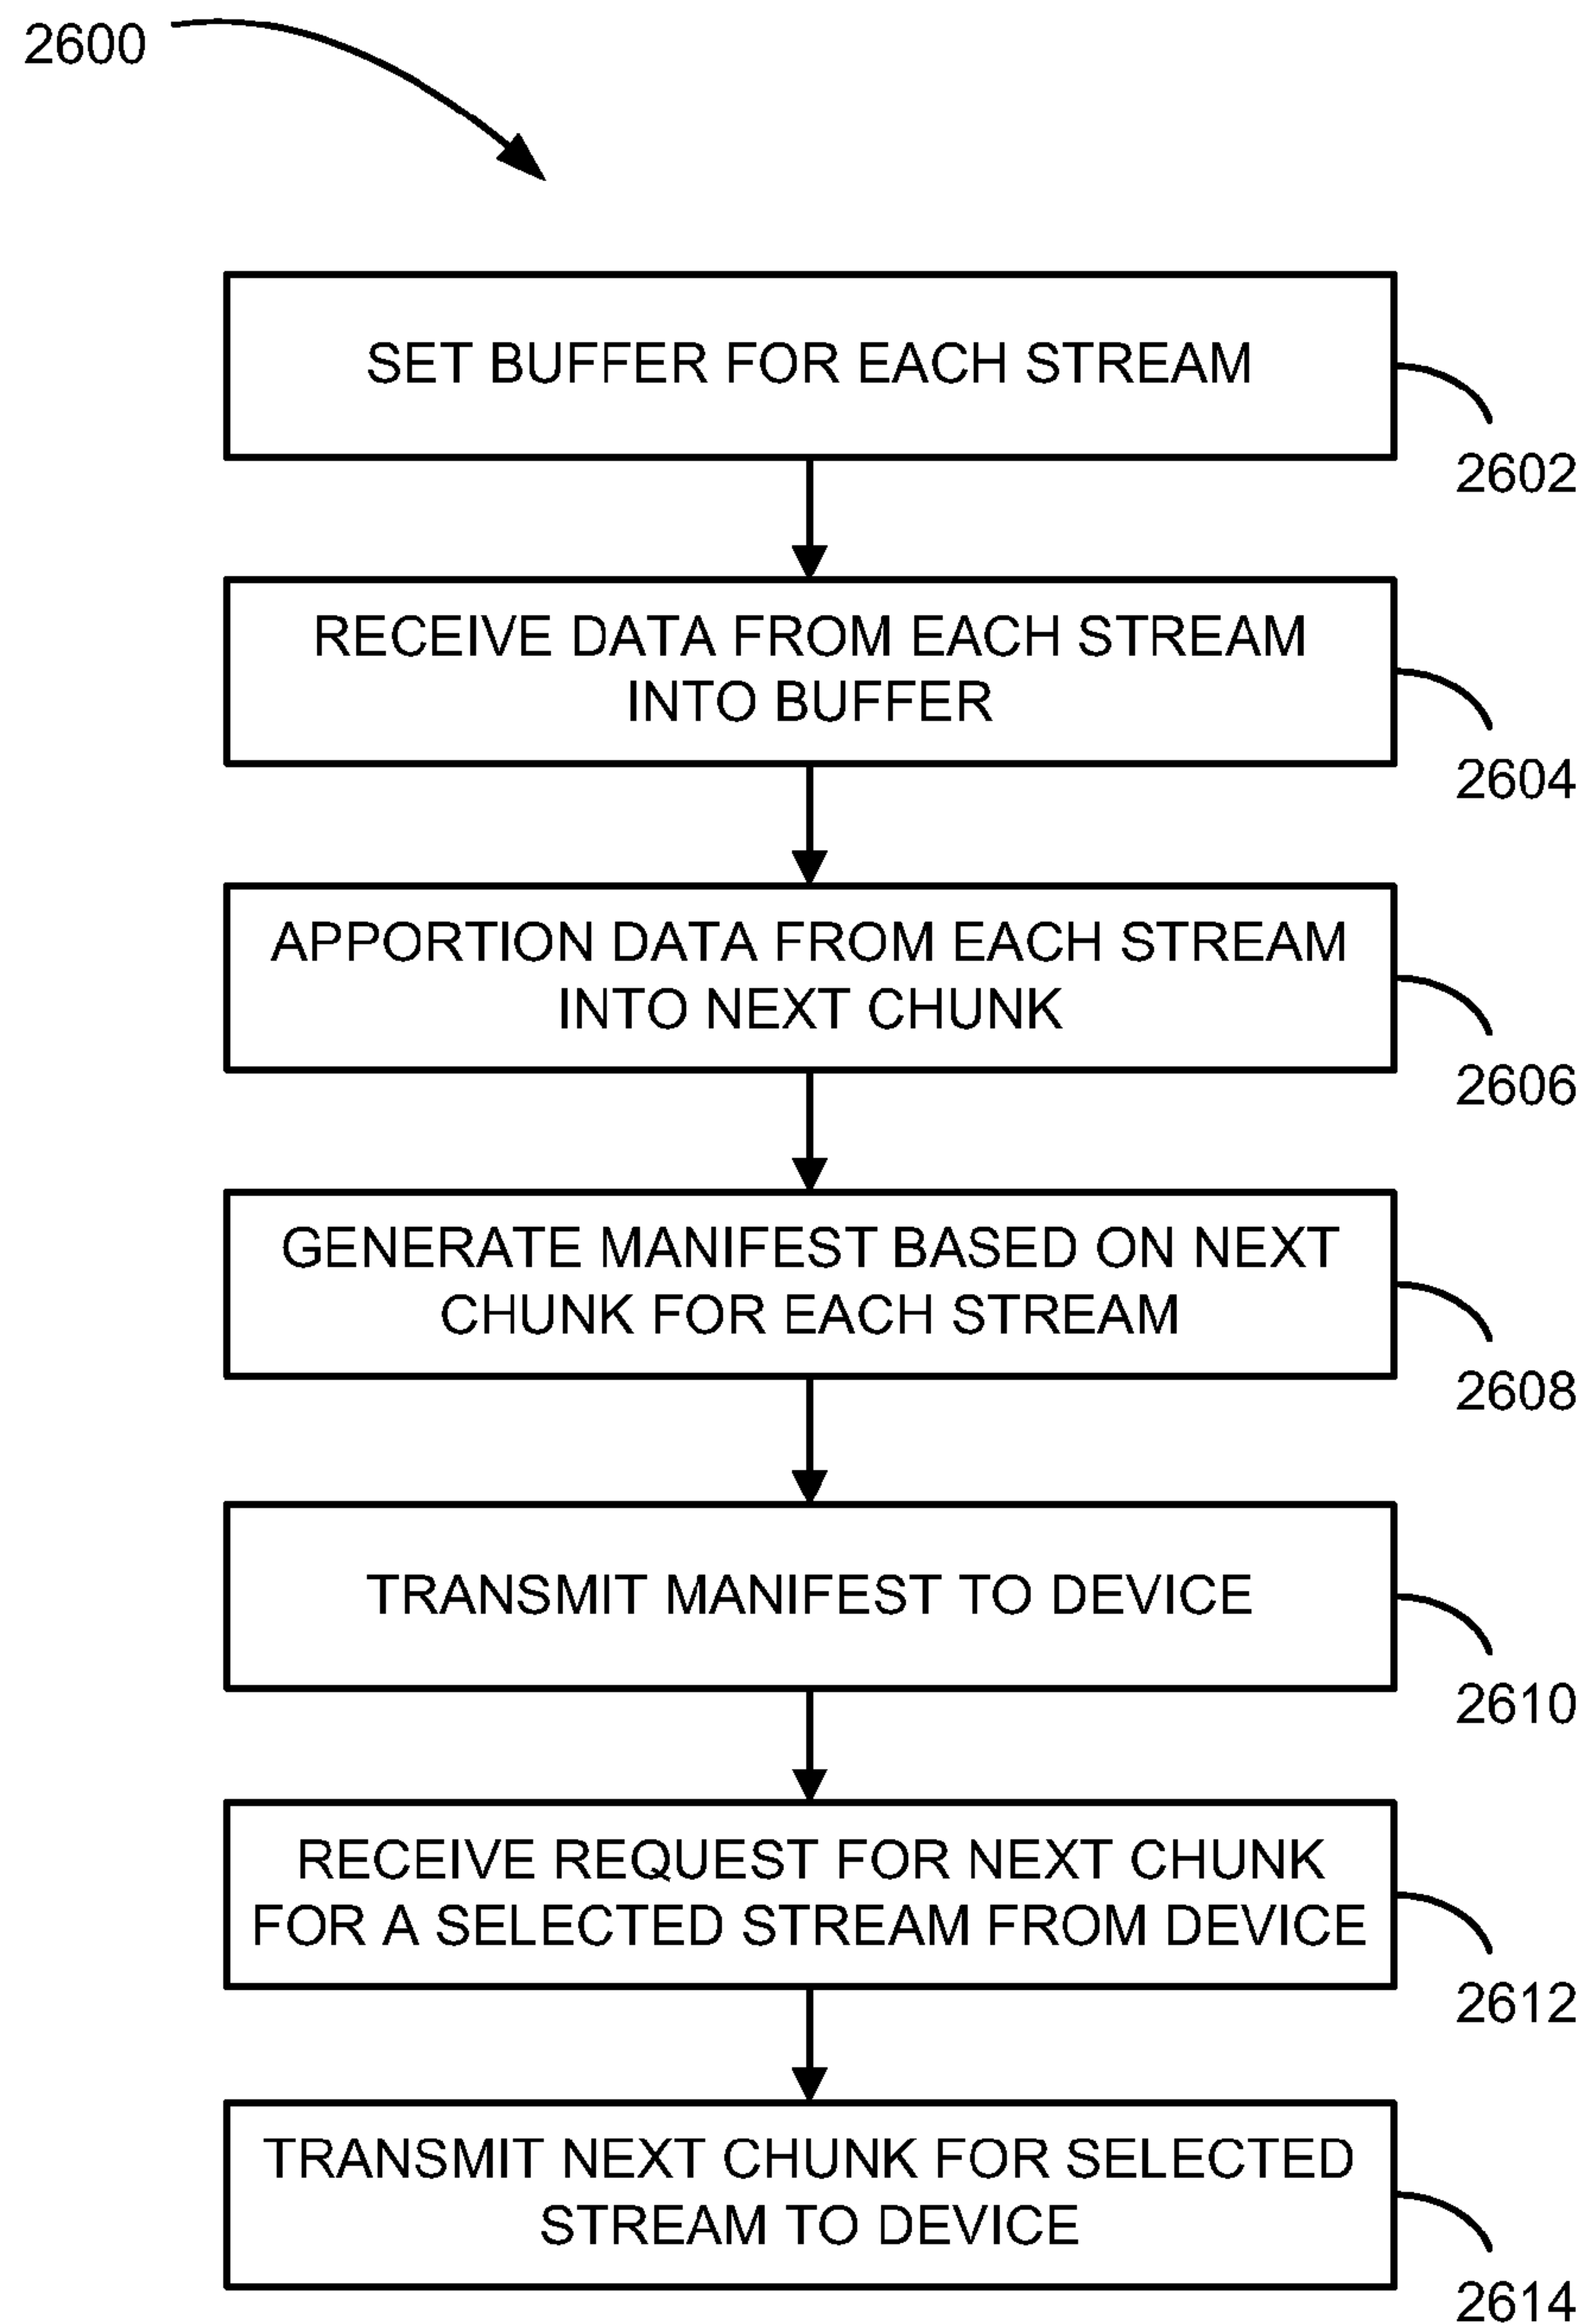 2600
SET BUFFER FOR EACH STREAM
2602
RECEIVE DATA FROM EACH STREAM
INTO BUFFER
2604
APPORTION DATA FROM EACH STREAM
INTO NEXT CHUNK
2606
GENERATE MANIFEST BASED ON NEXT
CHUNK FOR EACH STREAM
2608
TRANSMIT MANIFEST TO DEVICE
2610
RECEIVE REQUEST FOR NEXT CHUNK
FOR A SELECTED STREAM FROM DEVICE
2612
TRANSMIT NEXT CHUNK FOR SELECTED
STREAM TO DEVICE
2614